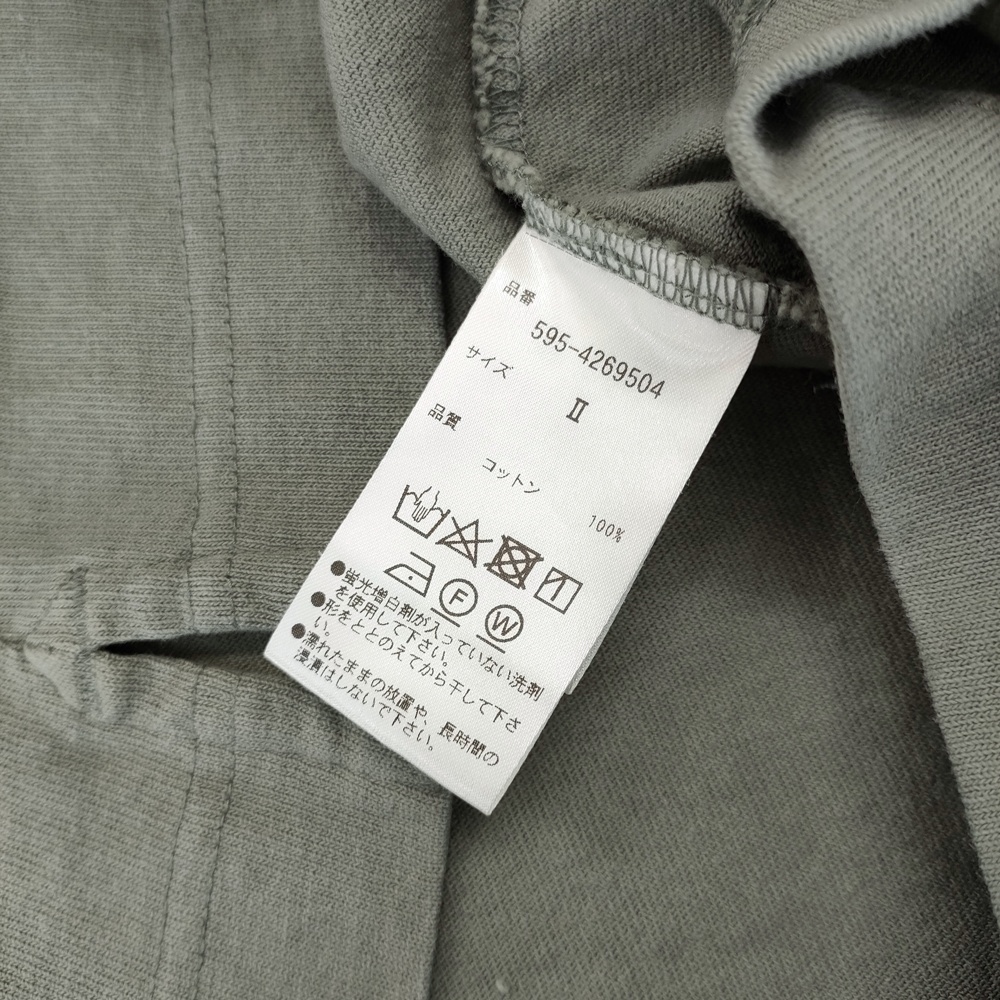 品番
595-4269504
サイズ
Ⅱ
品質
コットン
100%
F
W
●蛍光増白剤が入っていない洗剤
を使用して下さい。
●形をととのえてから干して下さ
い。
●濡れたままの放置や、長時間の
浸漬はしないで下さい。